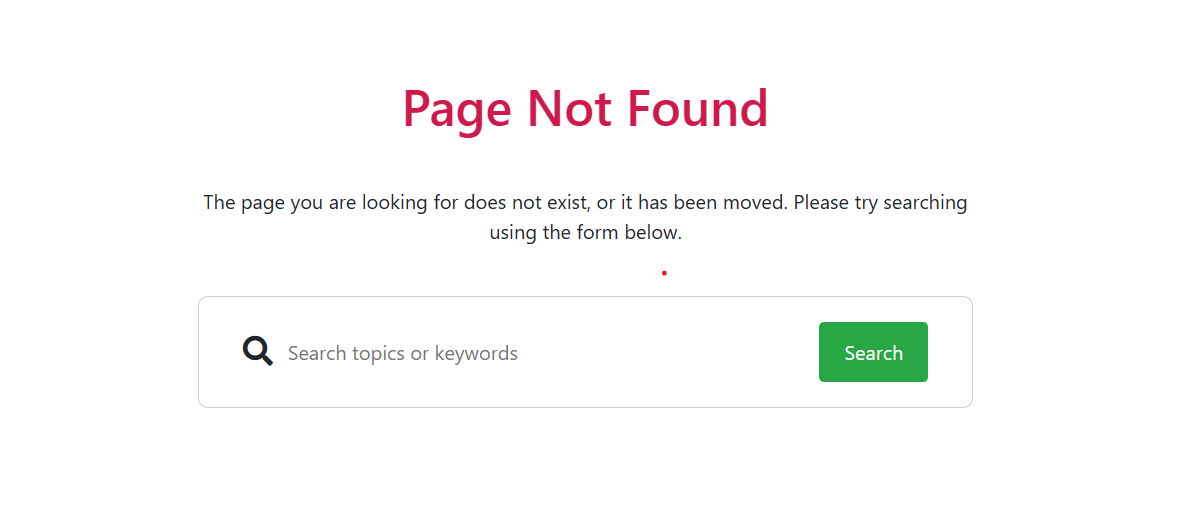 Page Not Found
The page you are looking for does not exist, or it has been moved. Please try searching
using the form below.
Search topics or keywords
Search